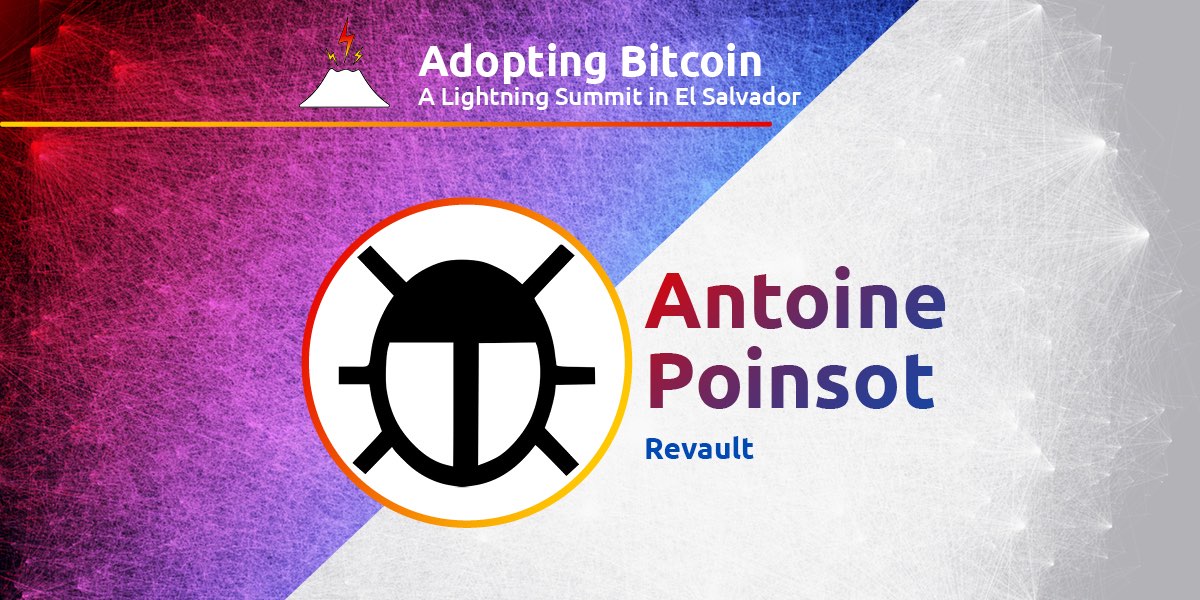 Adopting Bitcoin
A Lightning Summit in El Salvador
Antoine
Poinsot
Revault